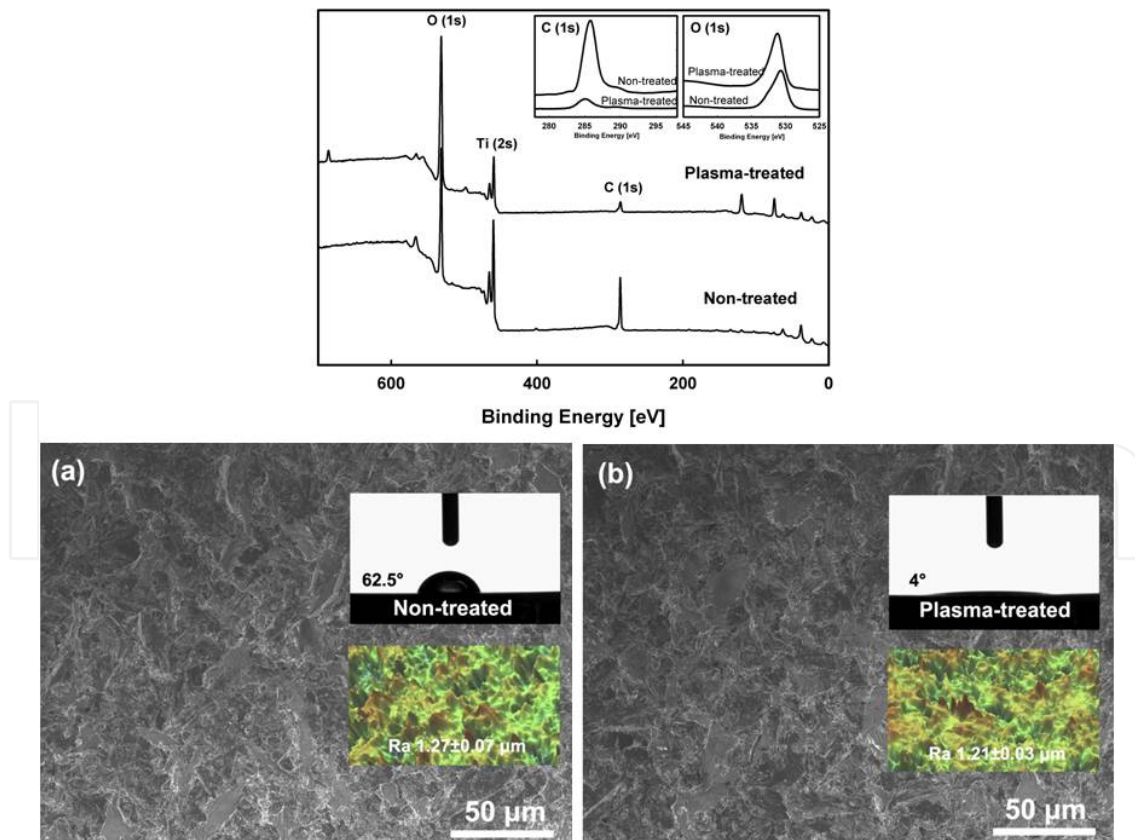 O (1s)
C (1s)
Non-treated
Plasma-treated
280 285 290 295
Binding Energy [eV]
O (1s)
Plasma-treated
Non-treated
545 540 535 530 525
Binding Energy [eV]
Ti (2s)
C (1s)
Plasma-treated
Non-treated
600 400 200 0
Binding Energy [eV]
(a)
62.5°
Non-treated
Ra 1.27±0.07 µm
50 µm
(b)
4°
Plasma-treated
Ra 1.21±0.03 µm
50 µm